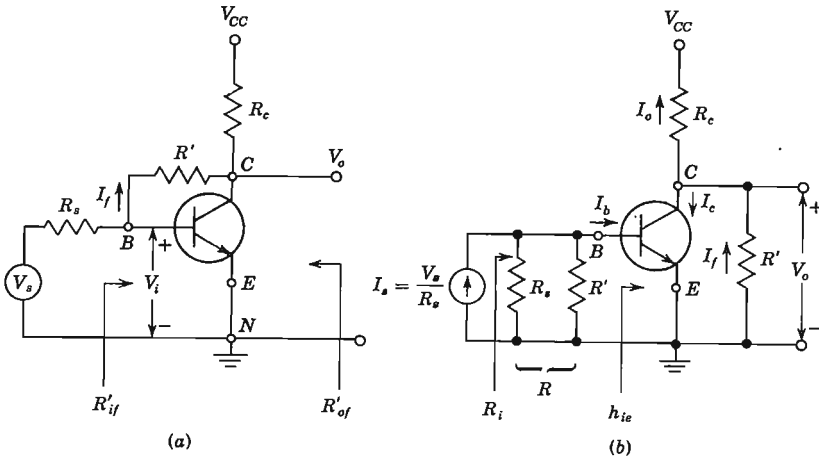 V_CC
R_c
R'
C
V_o
I_f
R_s
B
+
V_s
V_i
E
−
N
R'_if
R'_of
(a)
V_CC
I_o
R_c
C
I_b
I_c
+
B
I_f
R'
V_o
I_s = V_s/R_s
R_s
R'
E
−
R_i
R
h_ie
(b)